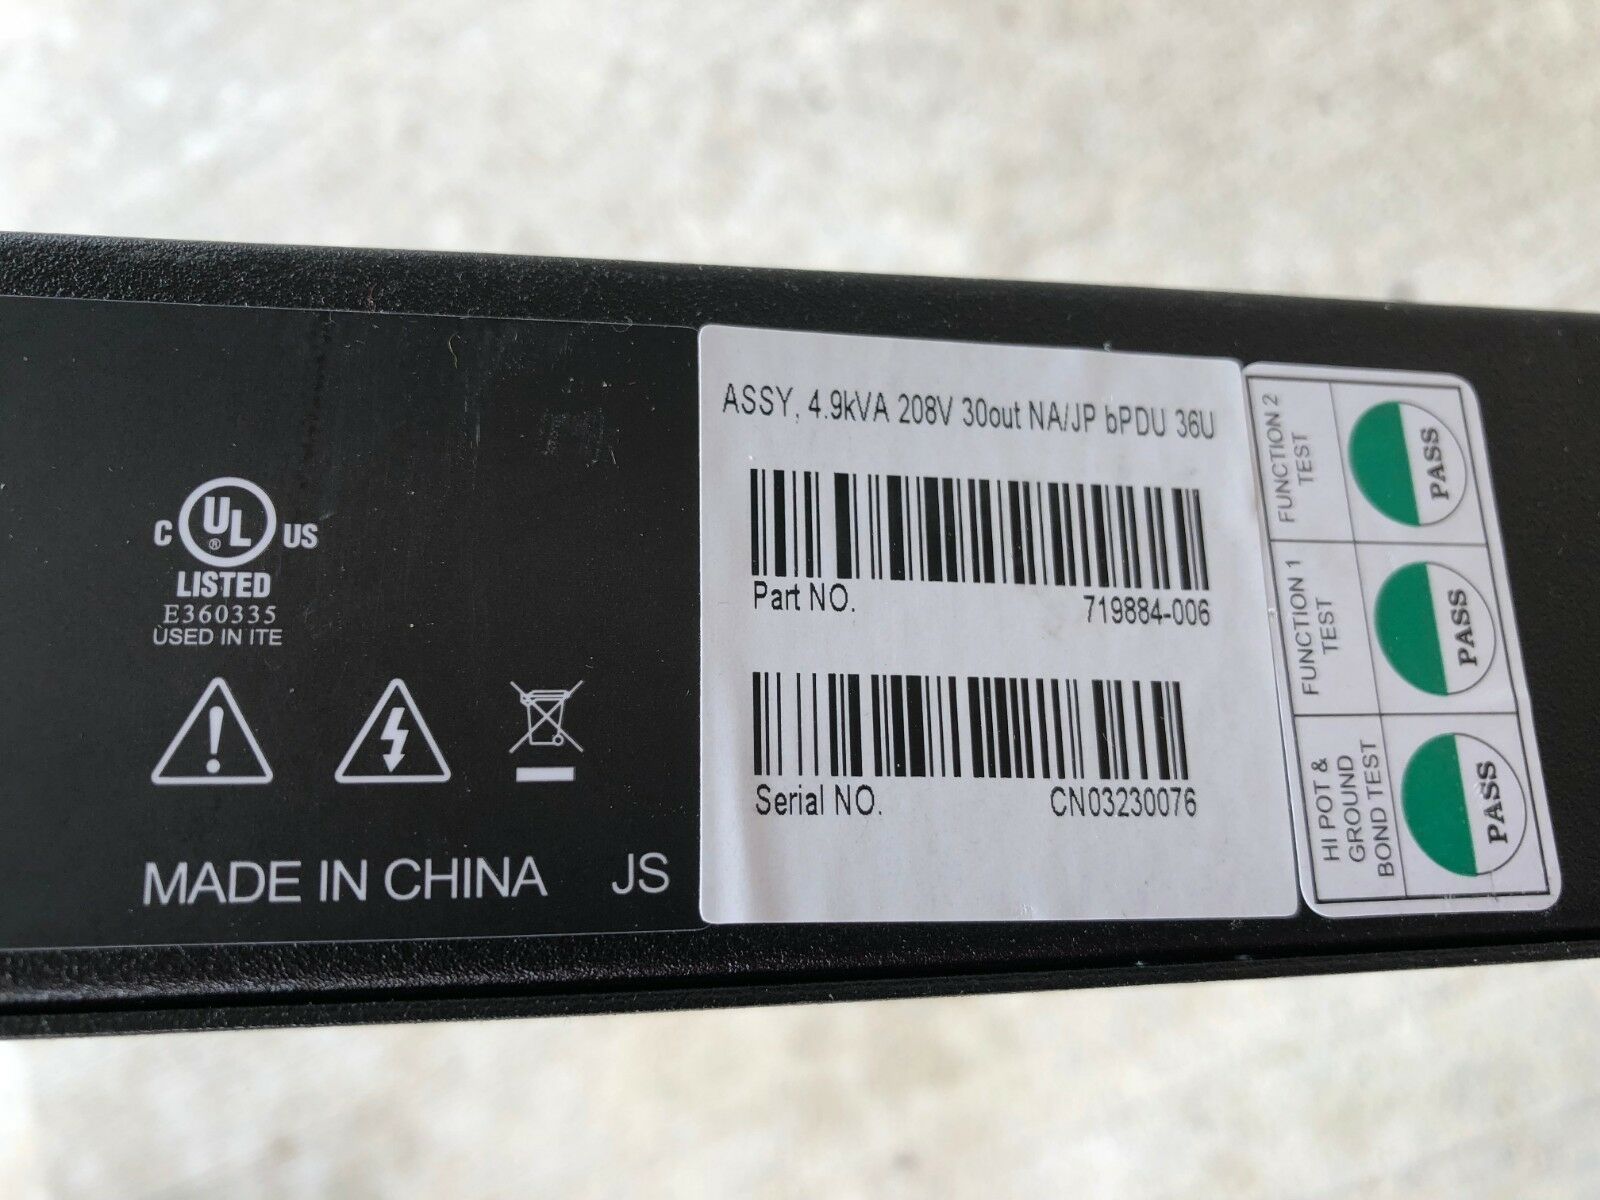 C UL ® US
LISTED
E360335
USED IN ITE
MADE IN CHINA JS
ASSY, 4.9kVA 208V 30out NA/JP bPDU 36U
Part NO. 719884-006
Serial NO. CN03230076
FUNCTION 2
TEST
PASS
FUNCTION 1
TEST
PASS
HI POT &
GROUND
BOND TEST
PASS